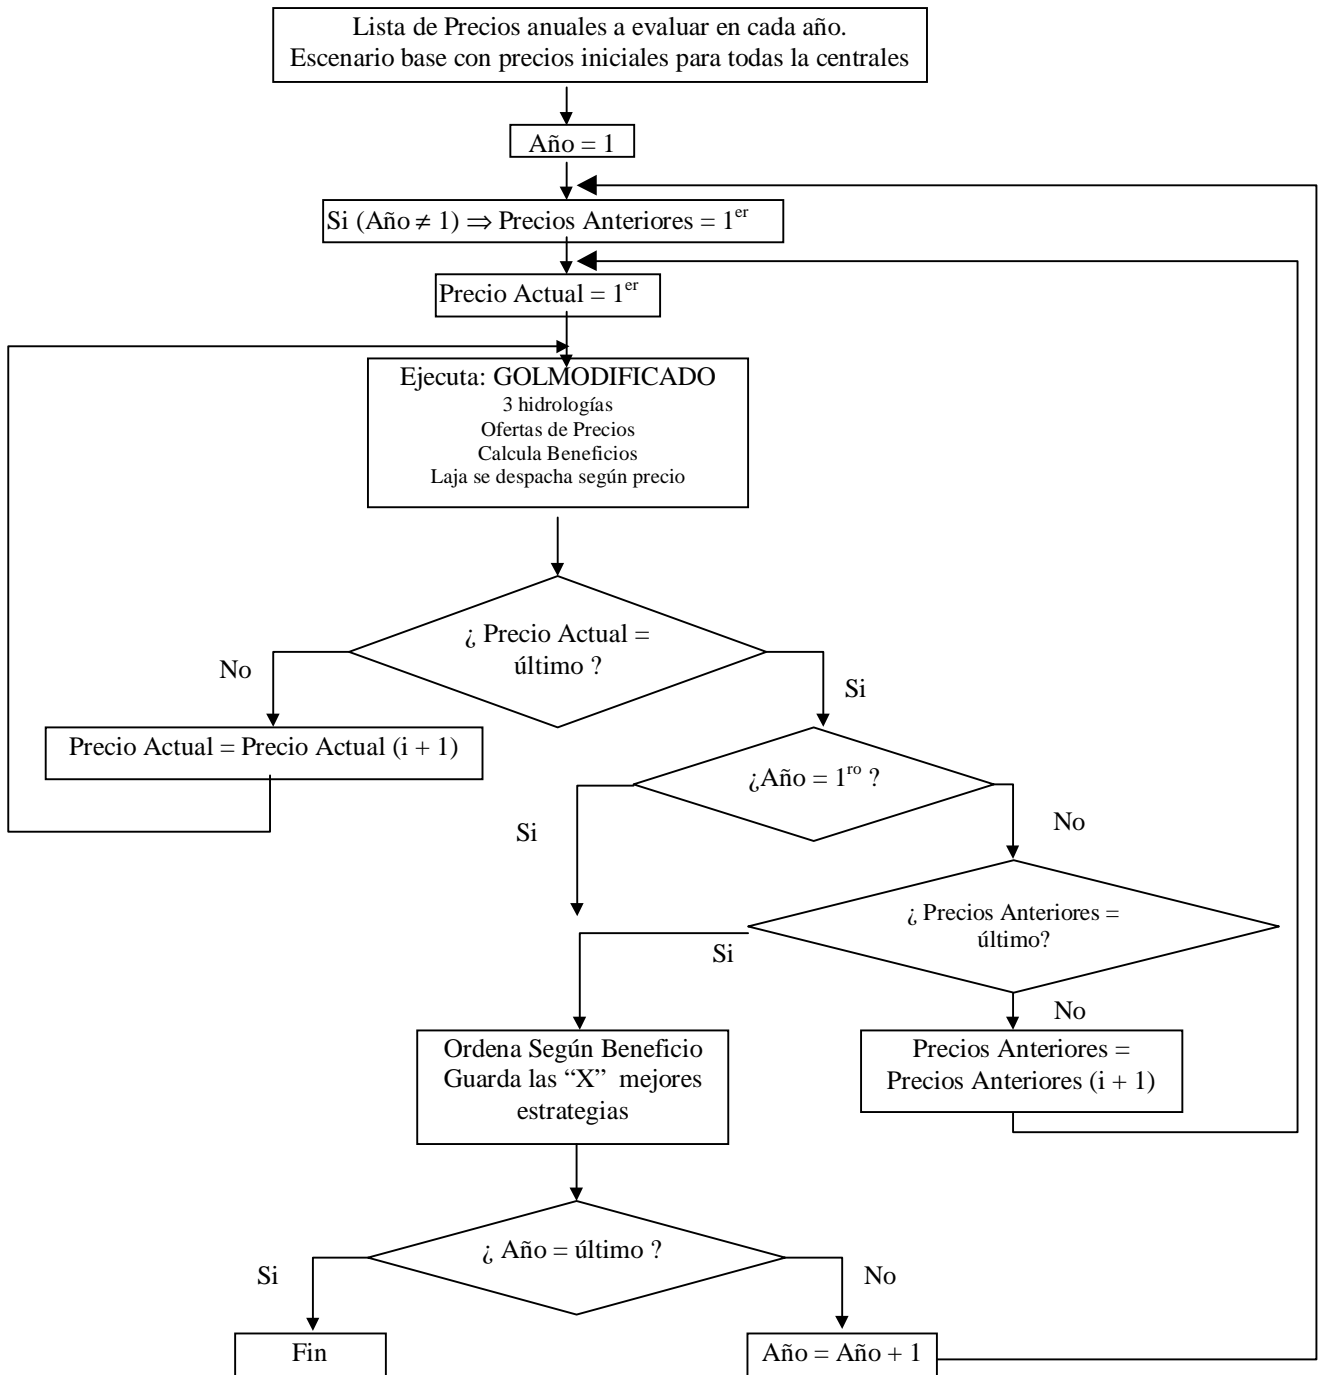 Lista de Precios anuales a evaluar en cada año.
Escenario base con precios iniciales para todas la centrales
Año = 1
Si (Año ≠ 1) ⇒ Precios Anteriores = 1er
Precio Actual = 1er
Ejecuta: GOLMODIFICADO
3 hidrologías
Ofertas de Precios
Calcula Beneficios
Laja se despacha según precio
¿ Precio Actual =
último ?
No
Si
Precio Actual = Precio Actual (i + 1)
¿Año = 1ro ?
Si
No
¿ Precios Anteriores =
último?
Si
No
Ordena Según Beneficio
Guarda las “X” mejores
estrategias
Precios Anteriores =
Precios Anteriores (i + 1)
¿ Año = último ?
Si
No
Fin
Año = Año + 1